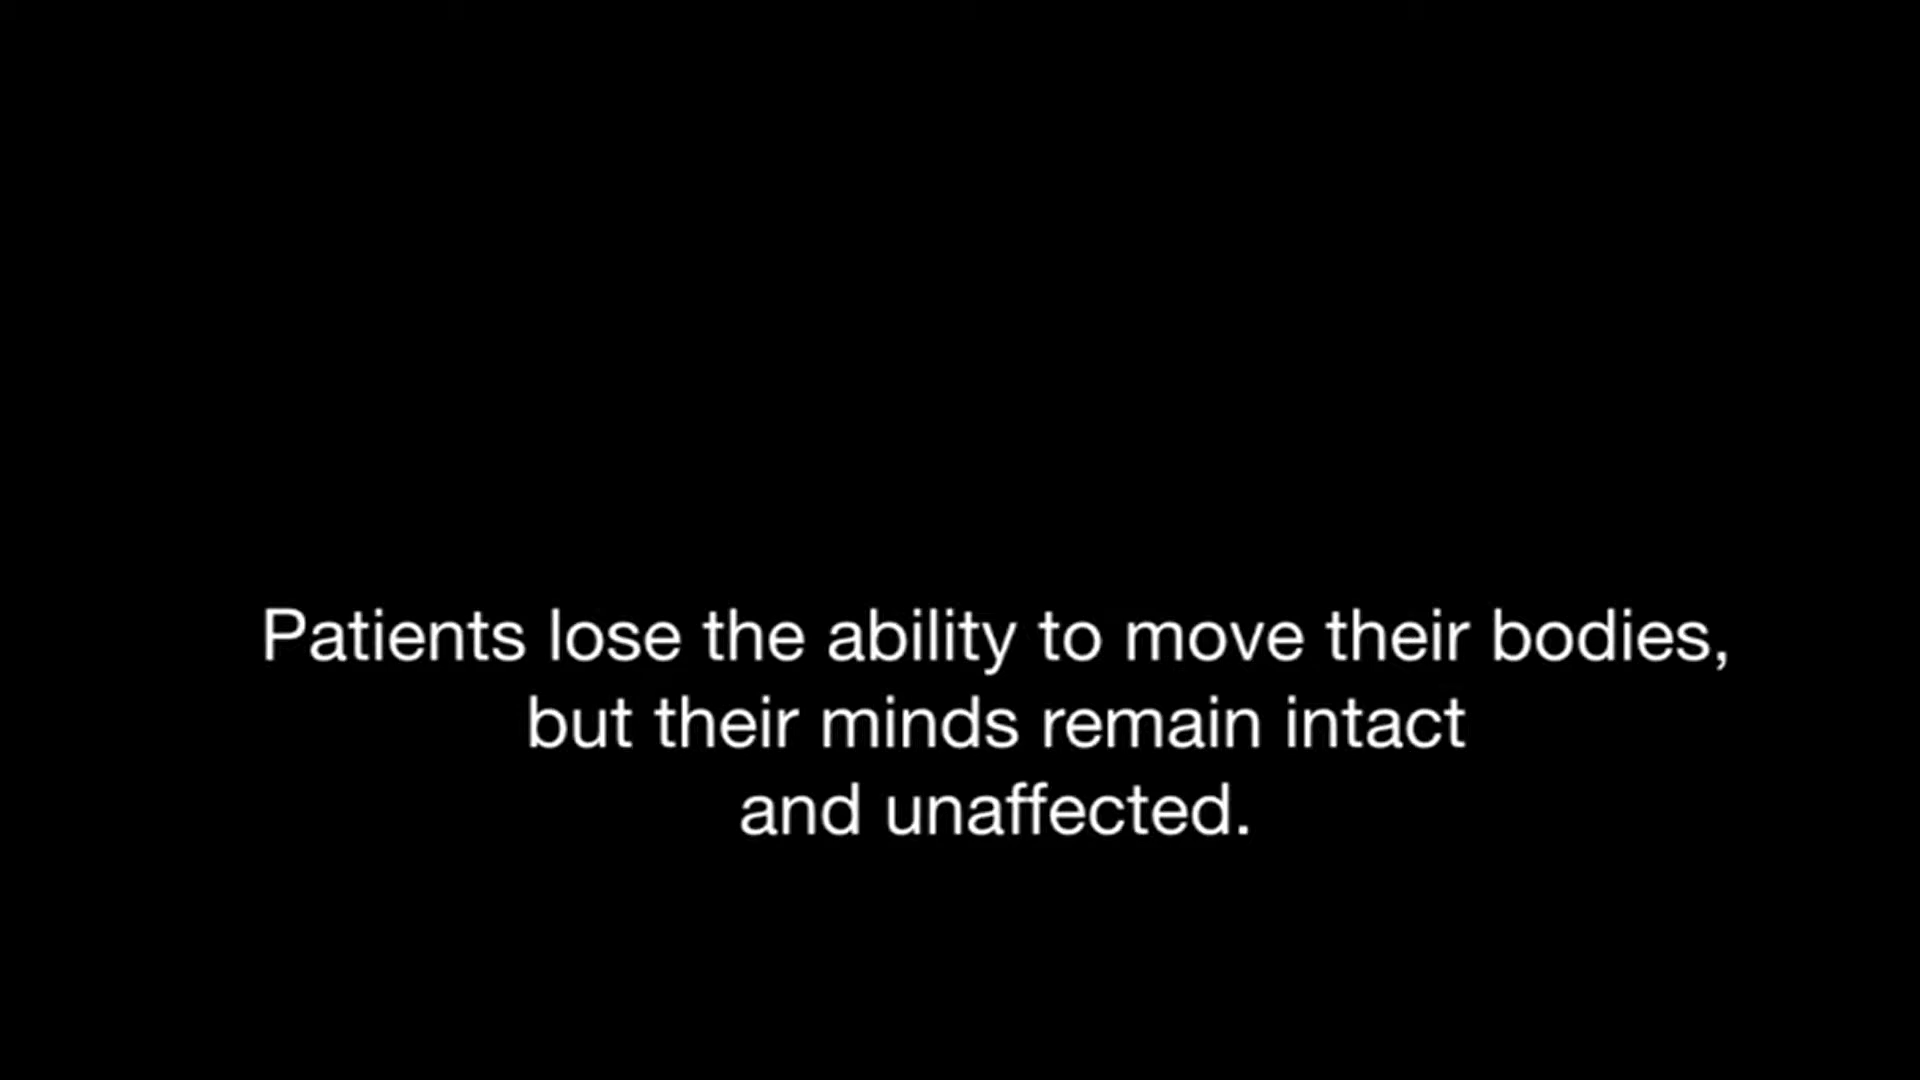 Patients lose the ability to move their bodies,
but their minds remain intact
and unaffected.